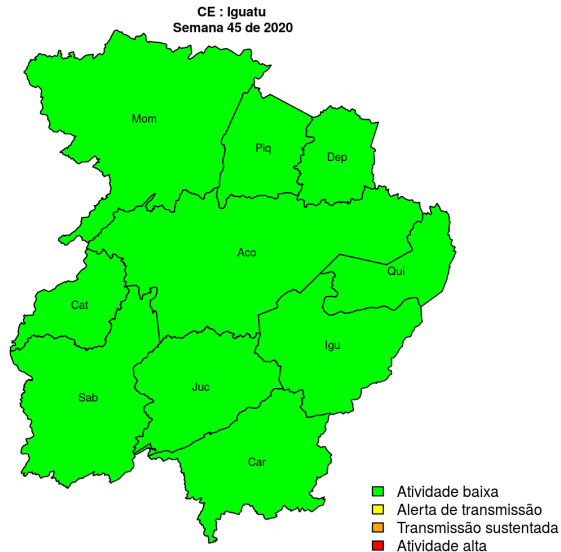 CE : Iguatu
Semana 45 de 2020
Mom
Piq
Dep
Aco
Qui
Cat
Igu
Juc
Sab
Car
Atividade baixa
Alerta de transmissão
Transmissão sustentada
Atividade alta